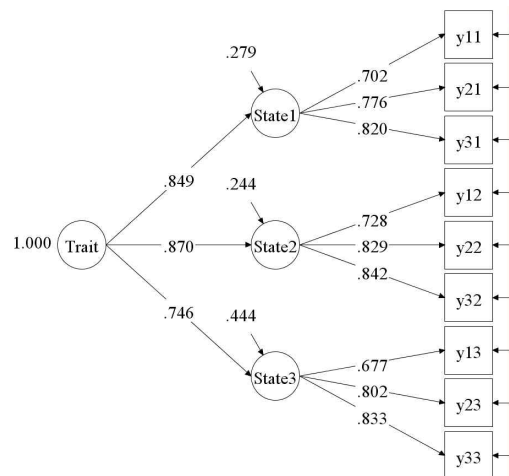 y11
.279
.702
y21
.776
State1
.820
y31
.849
.244
y12
.728
1.000
Trait
.870
State2
.829
y22
.842
y32
.746
.444
y13
.677
State3
.802
y23
.833
y33